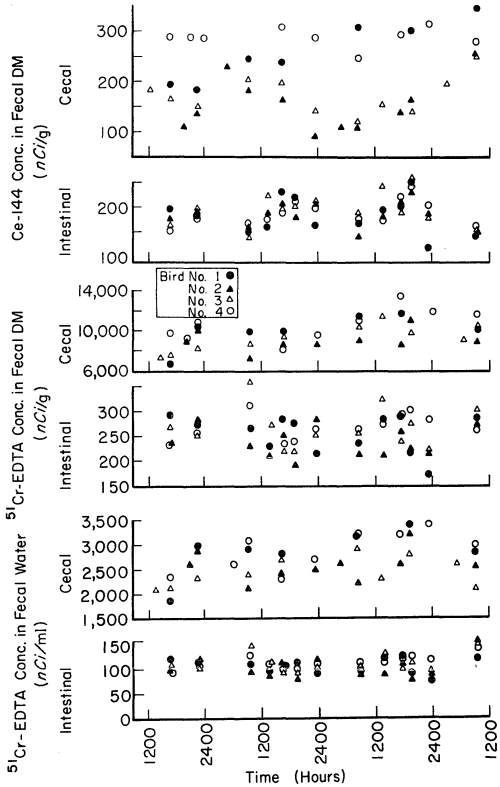 Ce-144 Conc. in Fecal DM
(nCi/g)
Cecal
300
200
100
Intestinal
200
100
Bird No. 1 ●
No. 2 ▲
No. 3 △
No. 4 ○
51Cr-EDTA Conc. in Fecal DM
(nCi/g)
Cecal
14,000
10,000
6,000
Intestinal
350
300
250
200
150
51Cr-EDTA Conc. in Fecal Water
(nCi/ml)
Cecal
3,500
3,000
2,500
2,000
1,500
Intestinal
150
100
50
0
1200
2400
1200
2400
1200
2400
1200
Time (Hours)